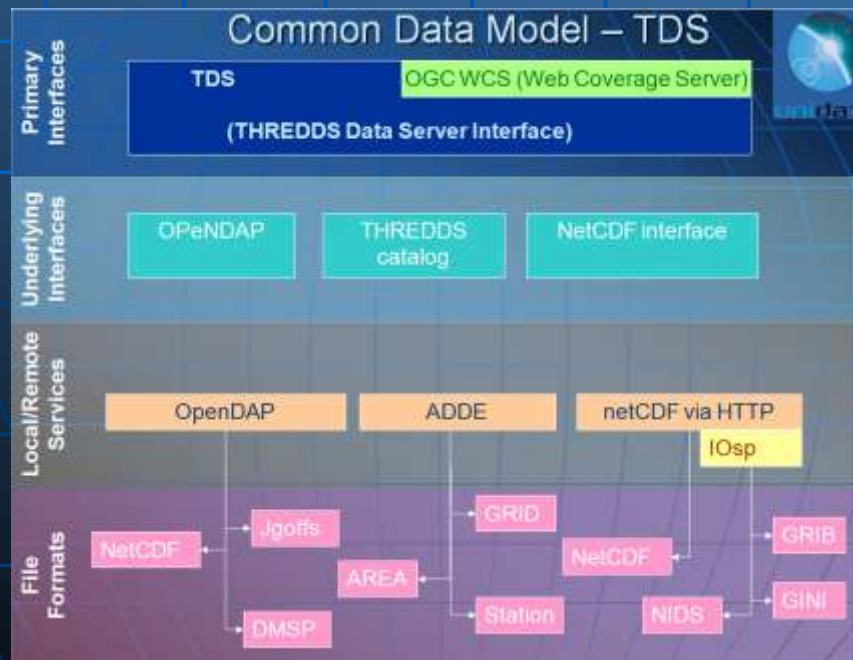 Common Data Model – TDS
Primary
Interfaces
TDS
OGC WCS (Web Coverage Server)
(THREDDS Data Server Interface)
unidata
Underlying
Interfaces
OPeNDAP
THREDDS
catalog
NetCDF interface
Local/Remote
Services
OpenDAP
ADDE
netCDF via HTTP
IOsp
File
Formats
NetCDF
Jgoffs
DMSP
GRID
AREA
Station
NetCDF
GRIB
NIDS
GINI